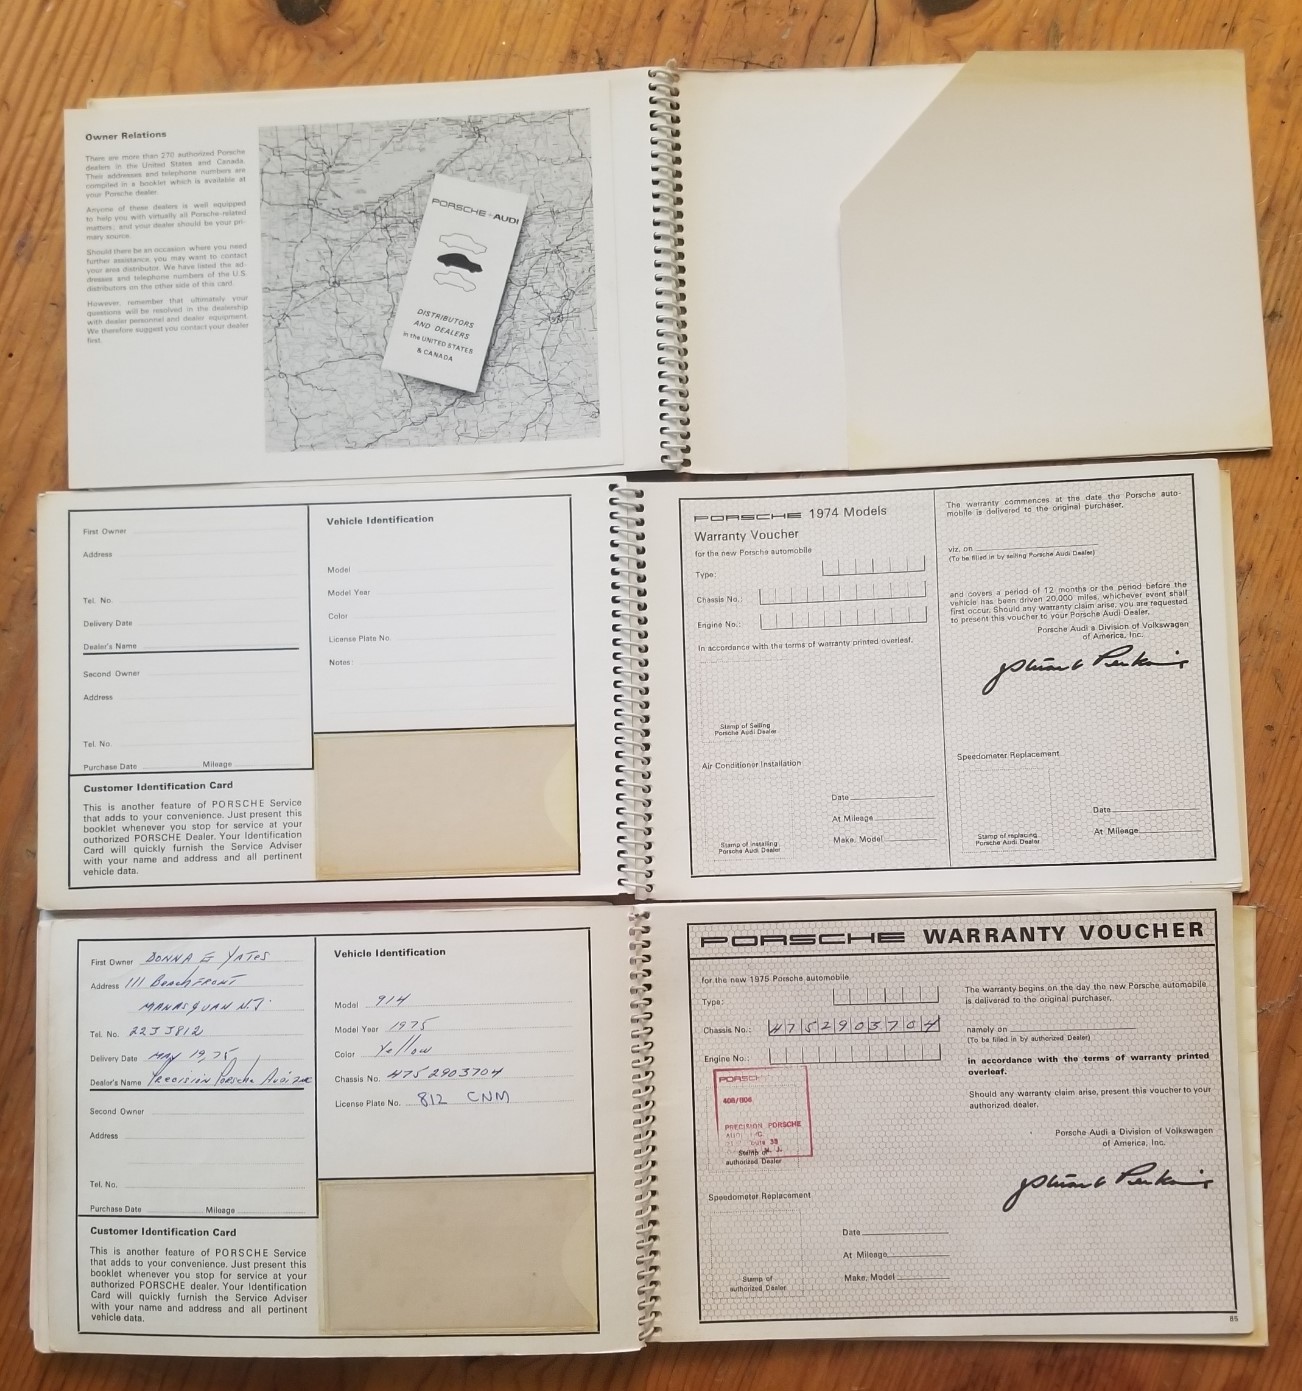 Owner Relations
There are more than 270 authorized Porsche
dealers in the United States and Canada.
Their addresses and telephone numbers are
compiled in a booklet which is available at
your Porsche dealer.
Anyone of these dealers is well equipped
to help you with virtually all Porsche-related
matters; and your dealer should be your pri-
mary source.
Should there be an occasion where you need
further assistance, you may want to contact
your area distributor. We have listed the ad-
dresses and telephone numbers of the U.S.
distributors on the other side of this card.
However, remember that ultimately your
questions will be resolved in the dealership
with dealer personnel and dealer equipment.
We therefore suggest you contact your dealer
first.
PORSCHE+AUDI
DISTRIBUTORS
AND DEALERS
in the UNITED STATES
& CANADA
First Owner
Address
Tel. No.
Delivery Date
Dealer's Name
Second Owner
Address
Tel. No.
Purchase Date Mileage
Customer Identification Card
This is another feature of PORSCHE Service
that adds to your convenience. Just present this
booklet whenever you stop for service at your
authorized PORSCHE Dealer. Your Identification
Card will quickly furnish the Service Adviser
with your name and address and all pertinent
vehicle data.
Vehicle Identification
Model
Model Year
Color
License Plate No.
Notes:
PORSCHE 1974 Models
Warranty Voucher
for the new Porsche automobile
Type:
Chassis No.:
Engine No.:
In accordance with the terms of warranty printed overleaf.
Stamp of Selling
Porsche Audi Dealer
Air Conditioner Installation
Date
At Mileage
Make, Model
Stamp of installing
Porsche Audi Dealer
The warranty commences at the date the Porsche auto-
mobile is delivered to the original purchaser,
viz. on
(To be filled in by selling Porsche Audi Dealer)
and covers a period of 12 months or the period before the
vehicle has been driven 20,000 miles, whichever event shall
first occur. Should any warranty claim arise, you are requested
to present this voucher to your Porsche Audi Dealer.
Porsche Audi a Division of Volkswagen
of America, Inc.
Speedometer Replacement
Stamp of replacing
Porsche Audi Dealer
Date
At Mileage
First Owner DONNA E YATES
Address 111 BeachFRONT
MANASQUAN N.J.
Tel. No. 223 J812
Delivery Date MAY 19, 75
Dealer's Name Precision Porsche Audi Inc
Second Owner
Address
Tel. No.
Purchase Date Mileage
Customer Identification Card
This is another feature of PORSCHE Service
that adds to your convenience. Just present this
booklet whenever you stop for service at your
authorized PORSCHE dealer. Your Identification
Card will quickly furnish the Service Adviser
with your name and address and all pertinent
vehicle data.
Vehicle Identification
Model 914
Model Year 1975
Color Yellow
Chassis No. 4752903704
License Plate No. 812 CNM
PORSCHE WARRANTY VOUCHER
for the new 1975 Porsche automobile
Type:
Chassis No.: 4752903704
Engine No.:
PORSCHE
406/806
PRECISION PORSCHE
Stamp of
authorized Dealer
Speedometer Replacement
Date
At Mileage
Make, Model
Stamp of
authorized Dealer
The warranty begins on the day the new Porsche automobile
is delivered to the original purchaser,
namely on
(To be filled in by authorized Dealer)
in accordance with the terms of warranty printed
overleaf.
Should any warranty claim arise, present this voucher to your
authorized dealer.
Porsche Audi a Division of Volkswagen
of America, Inc.
85